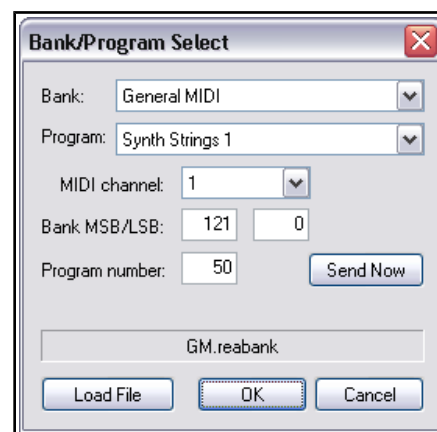 Bank/Program Select
Bank: General MIDI
Program: Synth Strings 1
MIDI channel: 1
Bank MSB/LSB: 121 0
Program number: 50 Send Now
GM.reabank
Load File OK Cancel